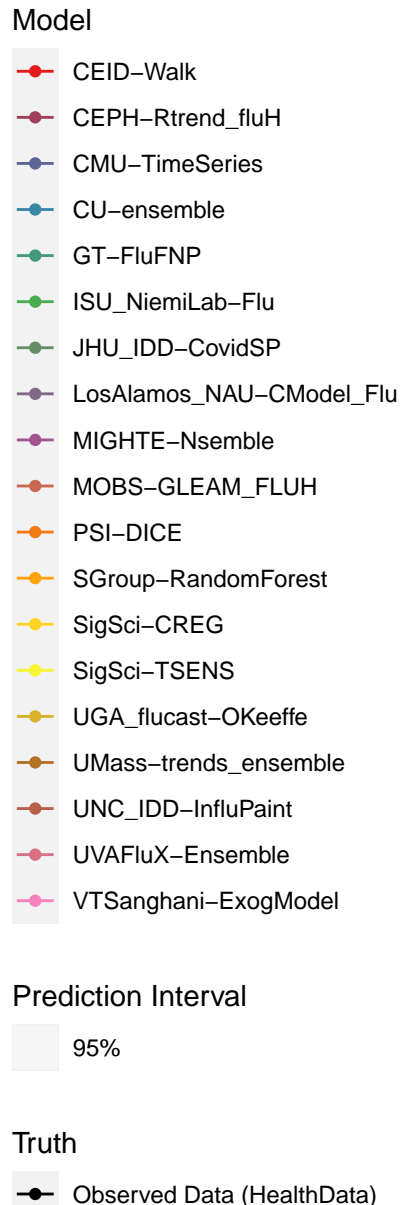 Model
CEID−Walk
CEPH−Rtrend_fluH
CMU−TimeSeries
CU−ensemble
GT−FluFNP
ISU_NiemiLab−Flu
JHU_IDD−CovidSP
LosAlamos_NAU−CModel_Flu
MIGHTE−Nsemble
MOBS−GLEAM_FLUH
PSI−DICE
SGroup−RandomForest
SigSci−CREG
SigSci−TSENS
UGA_flucast−OKeeffe
UMass−trends_ensemble
UNC_IDD−InfluPaint
UVAFluX−Ensemble
VTSanghani−ExogModel
Prediction Interval
95%
Truth
Observed Data (HealthData)